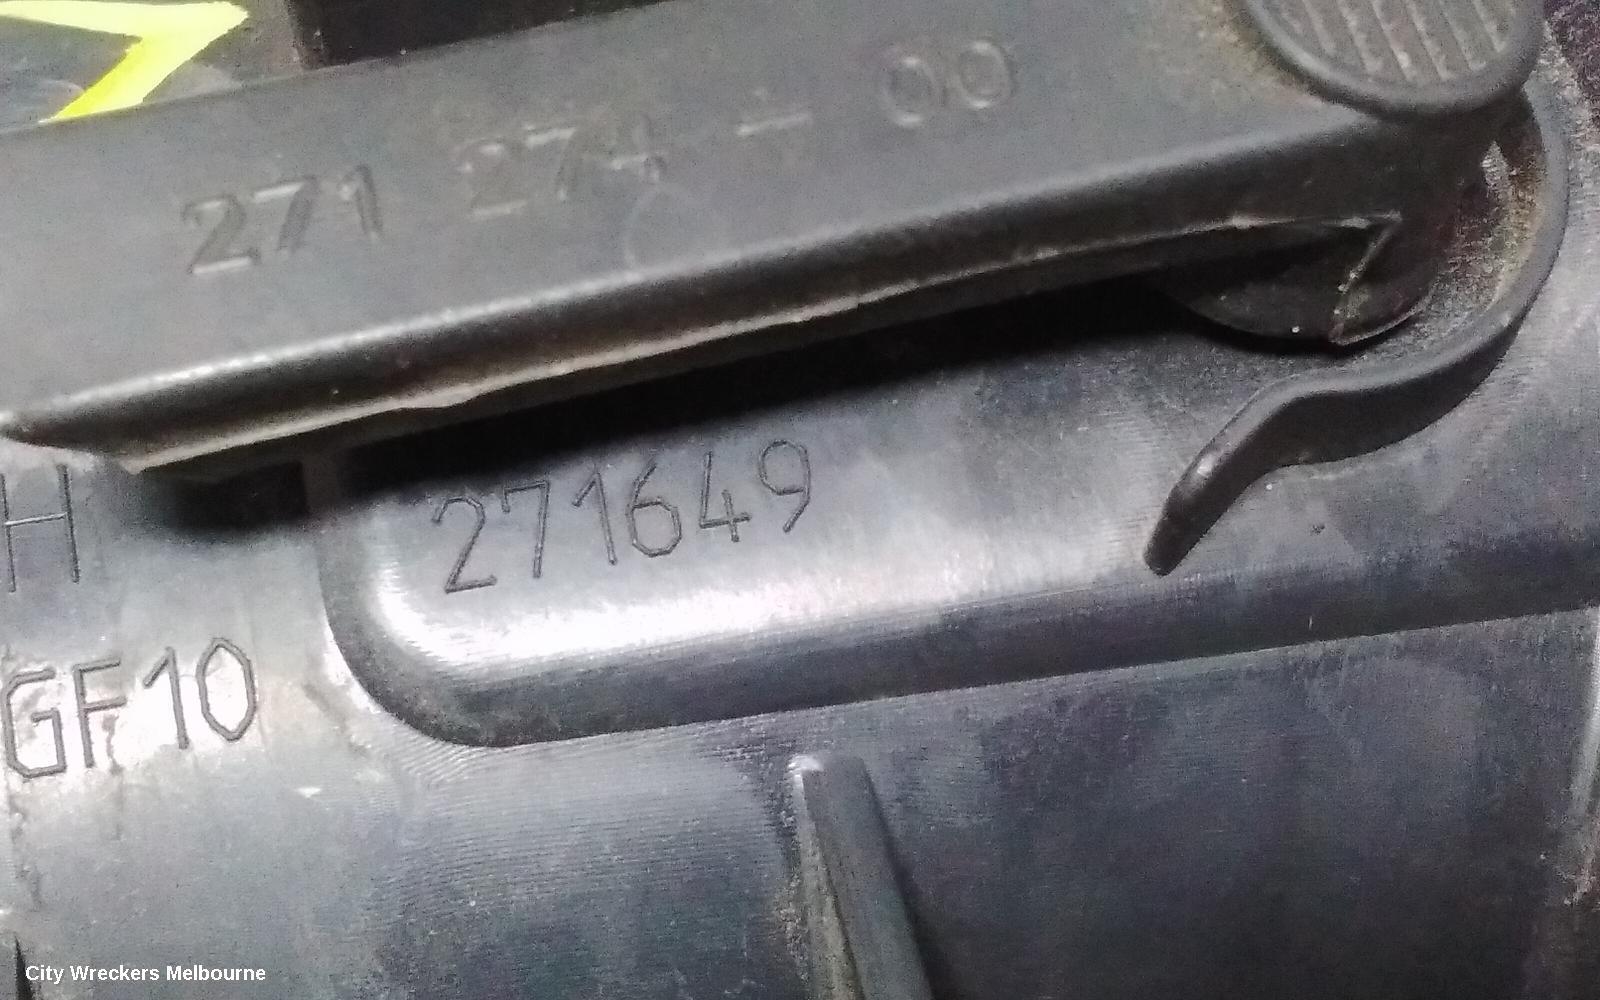 271 274 - 00
271649
H
GF10
City Wreckers Melbourne